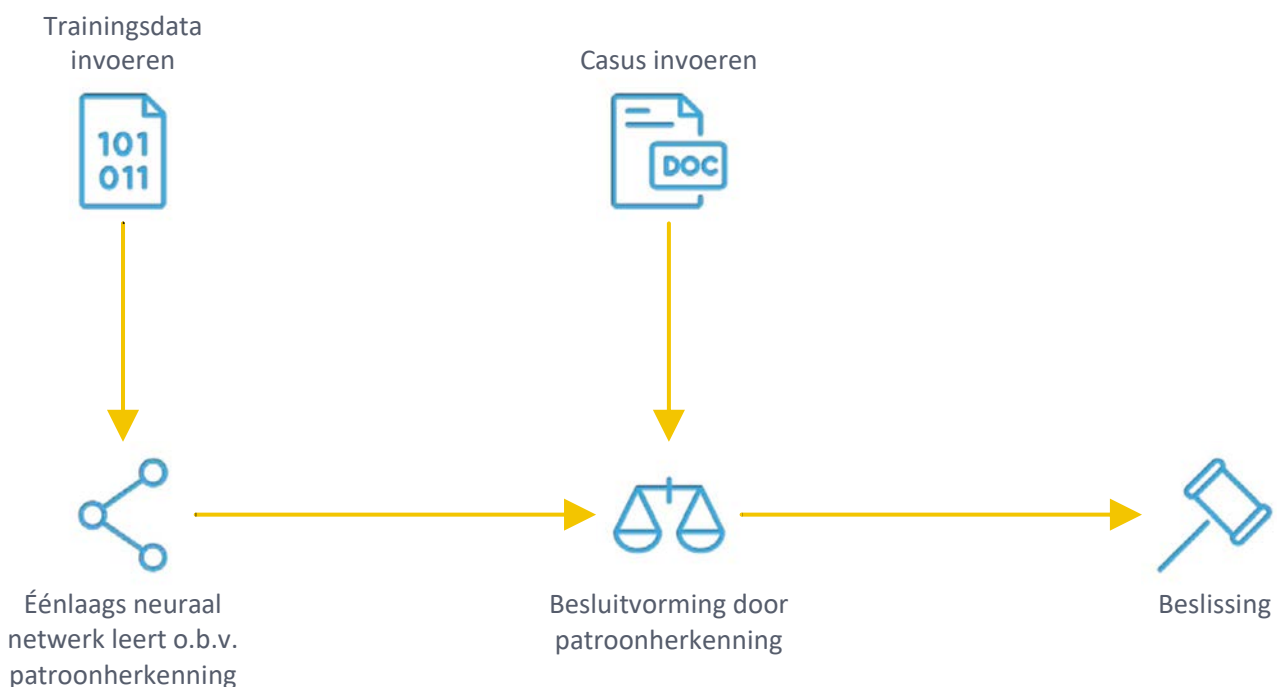 Trainingsdata
invoeren
Casus invoeren
101
011
DOC
Éénlaags neuraal
netwerk leert o.b.v.
patroonherkenning
Besluitvorming door
patroonherkenning
Beslissing